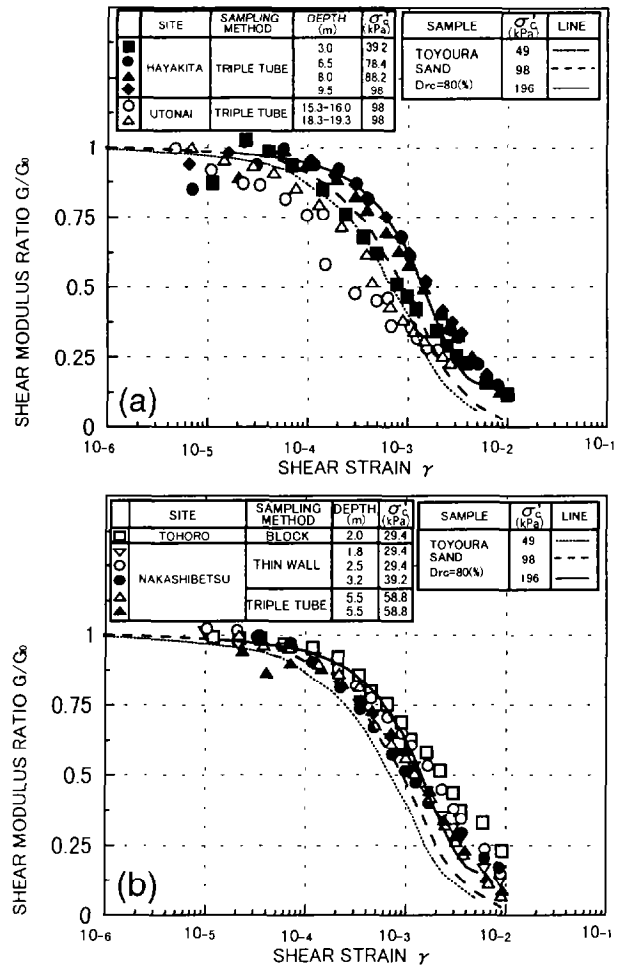 SITE SAMPLING METHOD DEPTH (m) σ'c (kPa)
HAYAKITA TRIPLE TUBE
3.0 39.2
6.5 78.4
8.0 88.2
9.5 98
UTONAI TRIPLE TUBE
15.3-16.0 98
18.3-19.3 98
SAMPLE σ'c (kPa) LINE
TOYOURA SAND Drc=80(%)
49
98
196
SHEAR MODULUS RATIO G/G0
1
0.75
0.5
0.25
0
(a)
10-6 10-5 10-4 10-3 10-2 10-1
SHEAR STRAIN γ
SITE SAMPLING METHOD DEPTH (m) σ'c (kPa)
TOHORO BLOCK 2.0 29.4
NAKASHIBETSU
THIN WALL
1.8 29.4
2.5 29.4
3.2 39.2
TRIPLE TUBE
5.5 58.8
5.5 58.8
SAMPLE σ'c (kPa) LINE
TOYOURA SAND Drc=80(%)
49
98
196
SHEAR MODULUS RATIO G/G0
1
0.75
0.5
0.25
0
(b)
10-6 10-5 10-4 10-3 10-2 10-1
SHEAR STRAIN γ